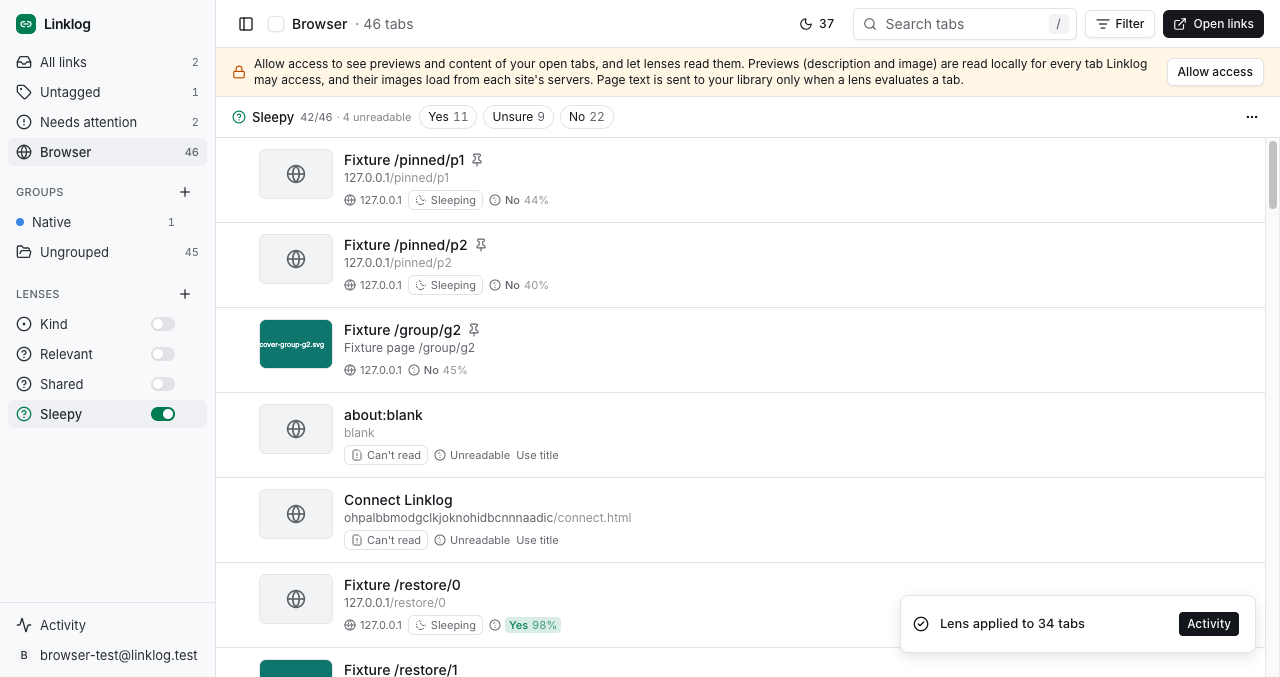 Linklog
All links 2
Untagged 1
Needs attention 2
Browser 46
GROUPS
Native 1
Ungrouped 45
LENSES
Kind
Relevant
Shared
Sleepy
Activity
B browser-test@linklog.test
Browser · 46 tabs
37
Search tabs /
Filter
Open links
Allow access to see previews and content of your open tabs, and let lenses read them. Previews (description and image) are read locally for every tab Linklog
may access, and their images load from each site's servers. Page text is sent to your library only when a lens evaluates a tab.
Allow access
Sleepy 42/46 · 4 unreadable Yes 11 Unsure 9 No 22
Fixture /pinned/p1
127.0.0.1/pinned/p1
127.0.0.1 Sleeping No 44%
Fixture /pinned/p2
127.0.0.1/pinned/p2
127.0.0.1 Sleeping No 40%
cover-group-g2.svg
Fixture /group/g2
Fixture page /group/g2
127.0.0.1 No 45%
about:blank
blank
Can't read Unreadable Use title
Connect Linklog
ohpalbbmodgclkjoknohidbcnnnaadic/connect.html
Can't read Unreadable Use title
Fixture /restore/0
127.0.0.1/restore/0
127.0.0.1 Sleeping Yes 98%
Fixture /restore/1
Lens applied to 34 tabs
Activity